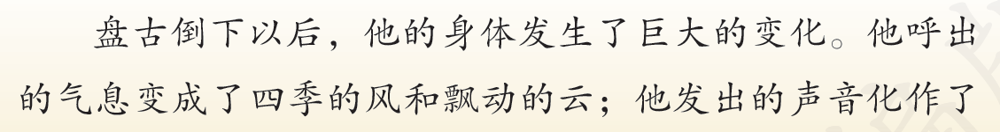 盘古倒下以后，他的身体发生了巨大的变化。他呼出
的气息变成了四季的风和飘动的云；他发出的声音化作了